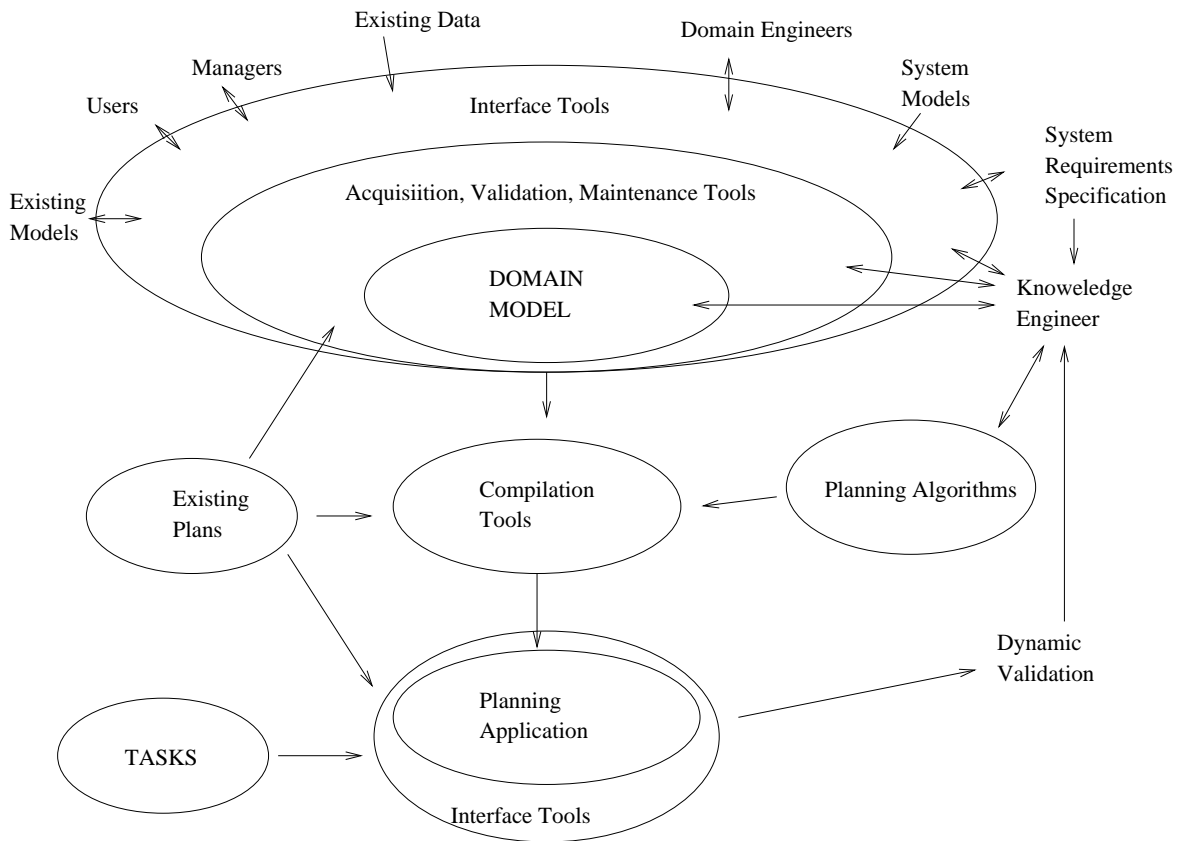 Existing Data
Domain Engineers
Managers
System
Models
Users
Interface Tools
System
Requirements
Specification
Acquisiition, Validation, Maintenance Tools
Existing
Models
DOMAIN
MODEL
Knoweledge
Engineer
Existing
Plans
Compilation
Tools
Planning Algorithms
Dynamic
Validation
Planning
Application
TASKS
Interface Tools